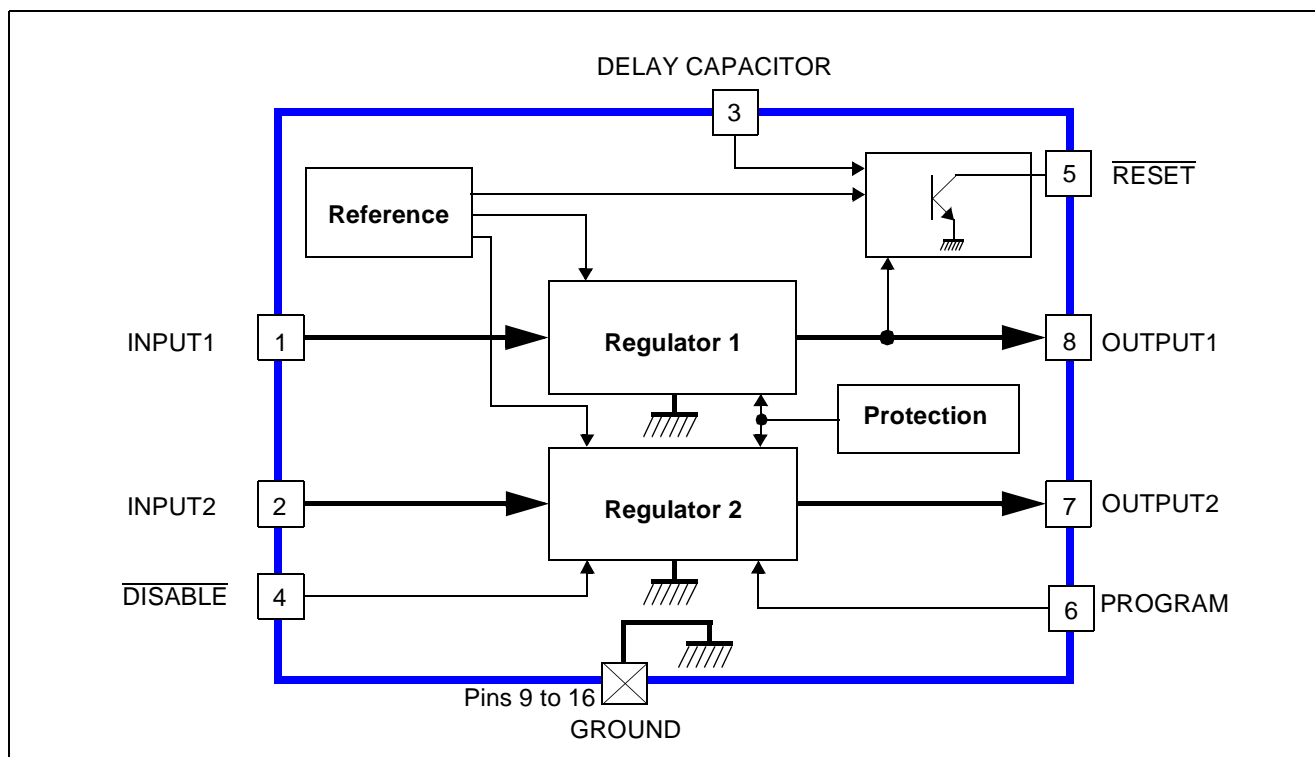 DELAY CAPACITOR
3
5
RESET
Reference
INPUT1
1
Regulator 1
8
OUTPUT1
Protection
INPUT2
2
Regulator 2
7
OUTPUT2
DISABLE
4
6
PROGRAM
Pins 9 to 16
GROUND